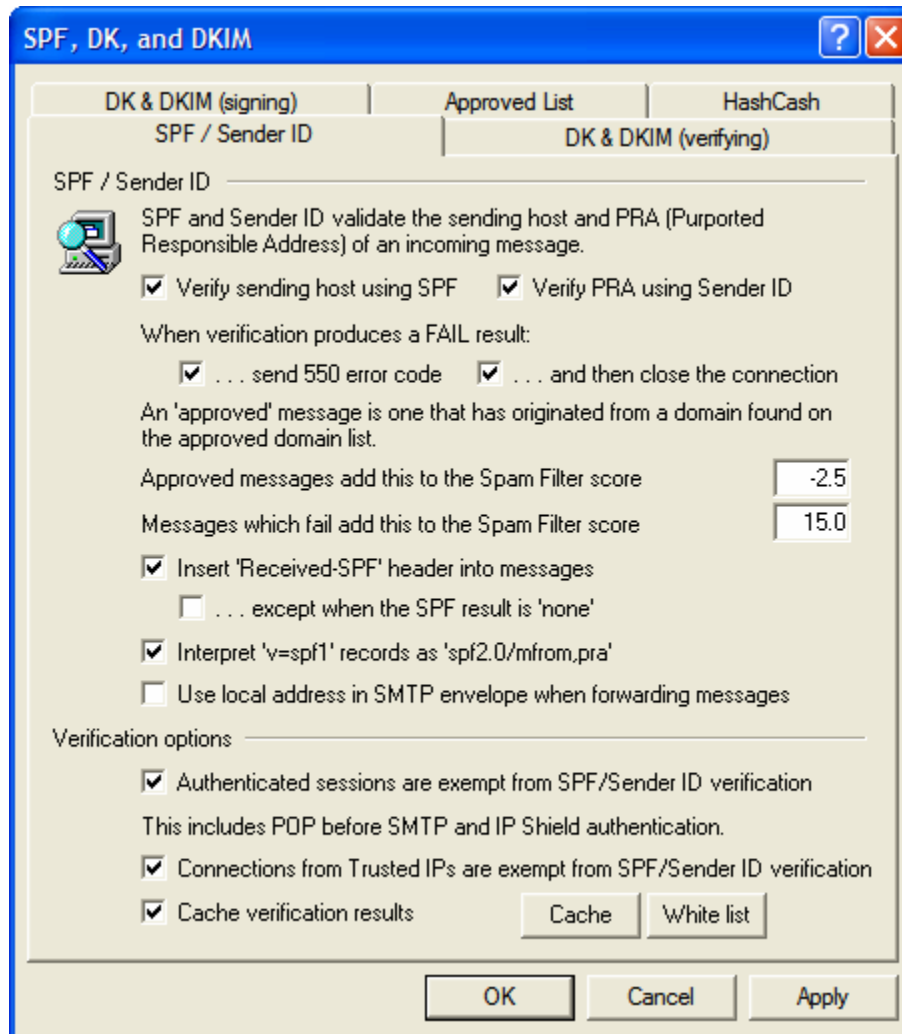 SPF, DK, and DKIM
DK & DKIM (signing)
Approved List
HashCash
SPF / Sender ID
DK & DKIM (verifying)
SPF / Sender ID
SPF and Sender ID validate the sending host and PRA (Purported
Responsible Address) of an incoming message.
Verify sending host using SPF
Verify PRA using Sender ID
When verification produces a FAIL result:
. . . send 550 error code
. . . and then close the connection
An 'approved' message is one that has originated from a domain found on
the approved domain list.
Approved messages add this to the Spam Filter score
-2.5
Messages which fail add this to the Spam Filter score
15.0
Insert 'Received-SPF' header into messages
. . . except when the SPF result is 'none'
Interpret 'v=spf1' records as 'spf2.0/mfrom,pra'
Use local address in SMTP envelope when forwarding messages
Verification options
Authenticated sessions are exempt from SPF/Sender ID verification
This includes POP before SMTP and IP Shield authentication.
Connections from Trusted IPs are exempt from SPF/Sender ID verification
Cache verification results
Cache
White list
OK
Cancel
Apply